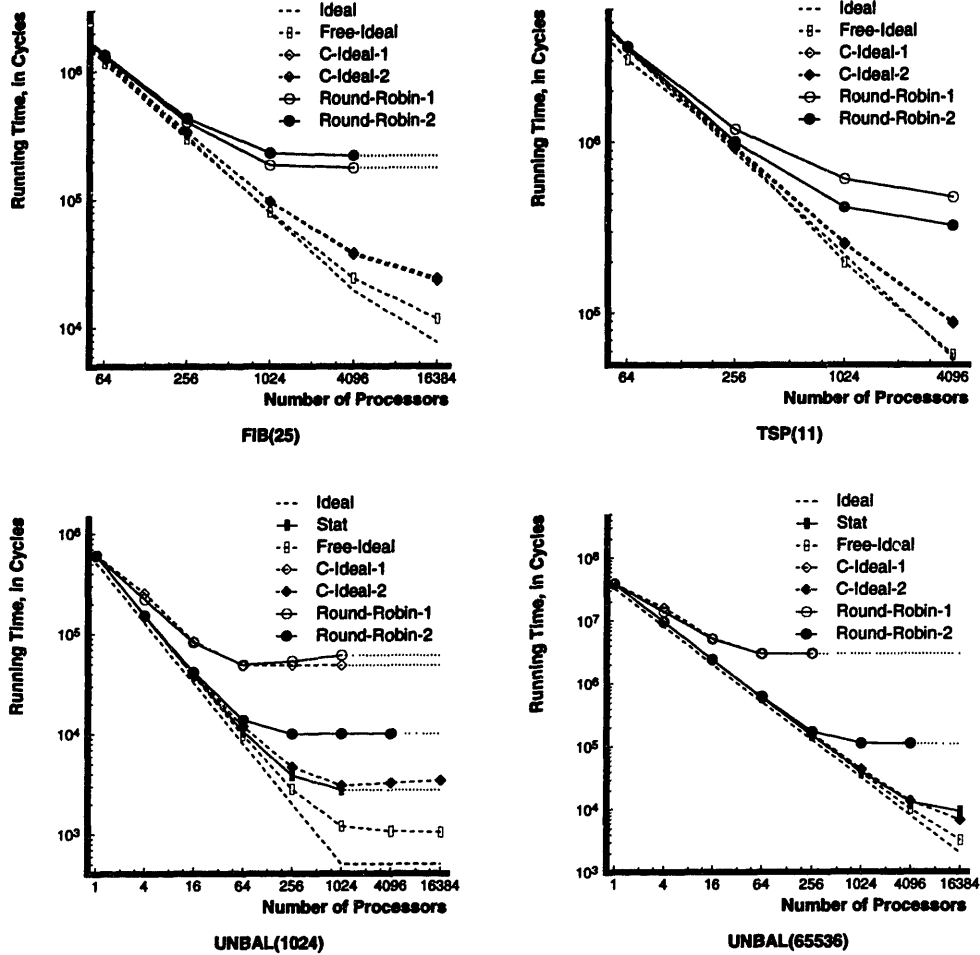 Running Time, in Cycles
Ideal
Free-Ideal
C-Ideal-1
C-Ideal-2
Round-Robin-1
Round-Robin-2
10^6
10^5
10^4
64 256 1024 4096 16384
Number of Processors
FIB(25)
Running Time, in Cycles
Ideal
Free-Ideal
C-Ideal-1
C-Ideal-2
Round-Robin-1
Round-Robin-2
10^6
10^5
64 256 1024 4096
Number of Processors
TSP(11)
Running Time, in Cycles
Ideal
Stat
Free-Ideal
C-Ideal-1
C-Ideal-2
Round-Robin-1
Round-Robin-2
10^6
10^5
10^4
10^3
1 4 16 64 256 1024 4096 16384
Number of Processors
UNBAL(1024)
Running Time, in Cycles
Ideal
Stat
Free-Ideal
C-Ideal-1
C-Ideal-2
Round-Robin-1
Round-Robin-2
10^8
10^7
10^6
10^5
10^4
10^3
1 4 16 64 256 1024 4096 16384
Number of Processors
UNBAL(65536)